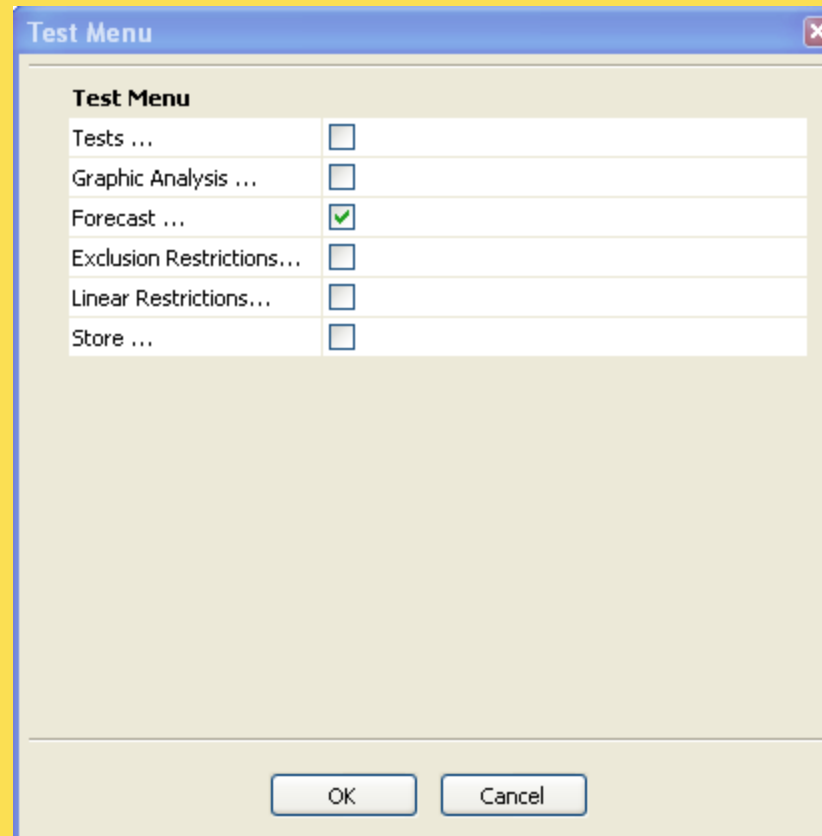 Test Menu
Test Menu
Tests ...
Graphic Analysis ...
Forecast ...
Exclusion Restrictions...
Linear Restrictions...
Store ...
OK Cancel